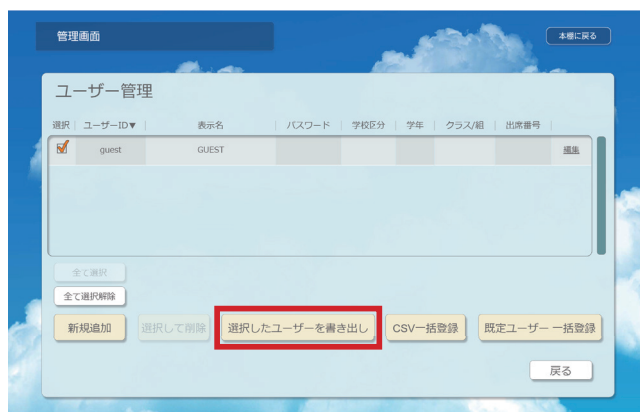 管理画面
本棚に戻る
ユーザー管理
選択 ユーザーID▼ 表示名 パスワード 学校区分 学年 クラス/組 出席番号
guest GUEST 編集
全て選択
全て選択解除
新規追加 選択して削除 選択したユーザーを書き出し CSV一括登録 既定ユーザー 一括登録
戻る